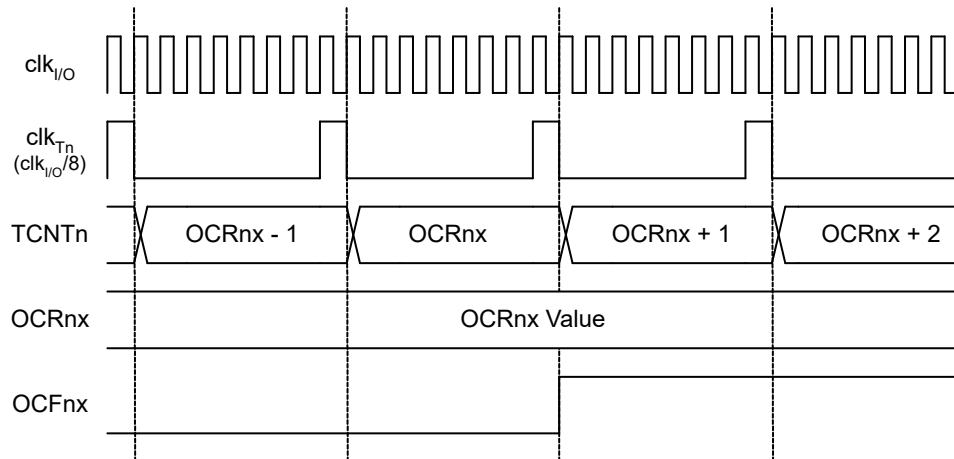 clkI/O
clkTn
(clkI/O/8)
TCNTn OCRnx - 1 OCRnx OCRnx + 1 OCRnx + 2
OCRnx OCRnx Value
OCFnx